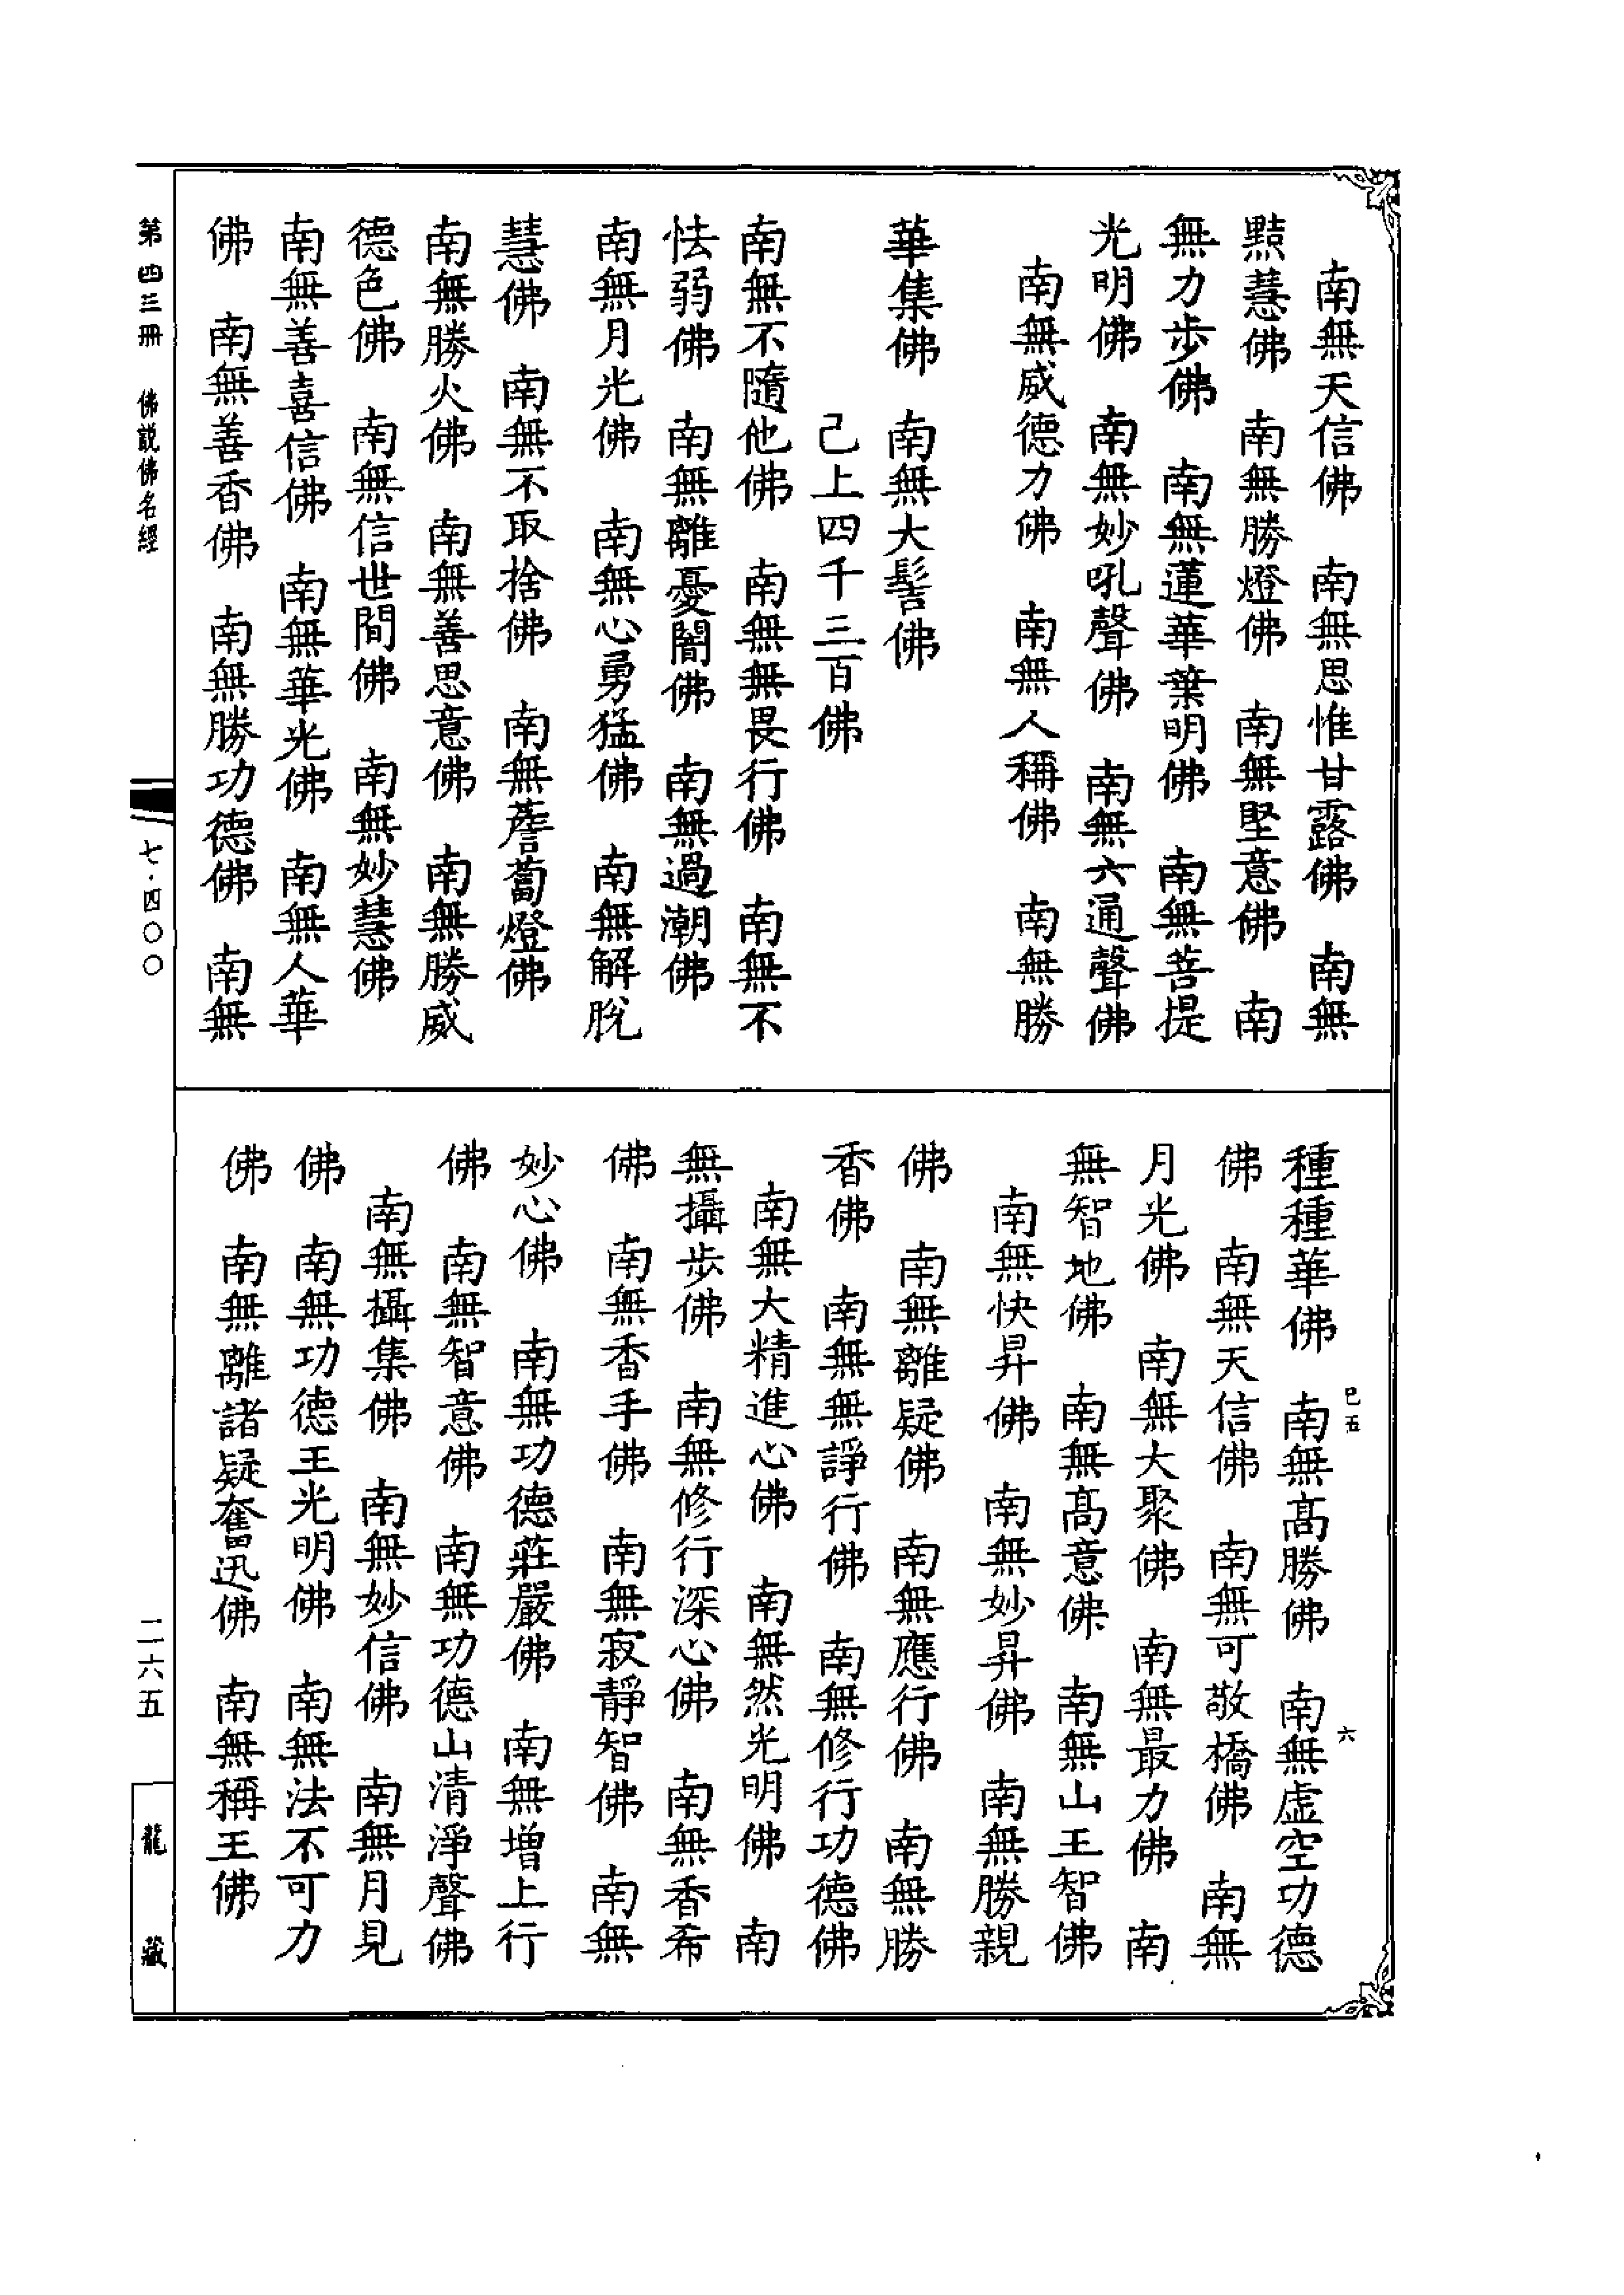 南無天信佛　南無思惟甘露佛　南無
黠慧佛　南無勝燈佛　南無堅意佛　南
無力步佛　南無蓮華葉明佛　南無菩提
光明佛　南無妙吼聲佛　南無六通聲佛
南無威德力佛　南無人稱佛　南無勝
華集佛　南無大髻佛
己上四千三百佛
南無不隨他佛　南無無畏行佛　南無不
怯弱佛　南無離憂闇佛　南無過潮佛
南無月光佛　南無心勇猛佛　南無解脫
慧佛　南無不取捨佛　南無薝蔔燈佛
南無勝火佛　南無善思意佛　南無勝威
德色佛　南無信世間佛　南無妙慧佛
南無善喜信佛　南無華光佛　南無人華
佛　南無善香佛　南無勝功德佛　南無
種種華佛　南無高勝佛　南無虛空功德
佛　南無天信佛　南無可敬橋佛　南無
月光佛　南無大聚佛　南無最力佛　南
無智地佛　南無高意佛　南無山王智佛
南無快昇佛　南無妙昇佛　南無勝親
佛　南無離疑佛　南無應行佛　南無勝
香佛　南無無諍行佛　南無修行功德佛
南無大精進心佛　南無然光明佛　南
無攝步佛　南無修行深心佛　南無香希
佛　南無香手佛　南無寂靜智佛　南無
妙心佛　南無功德莊嚴佛　南無增上行
佛　南無智意佛　南無功德山清淨聲佛
南無攝集佛　南無妙信佛　南無月見
佛　南無功德王光明佛　南無法不可力
佛　南無離諸疑奮迅佛　南無稱王佛
已五
六
第四三冊　佛說佛名經
七·四〇〇
二六五
龍藏